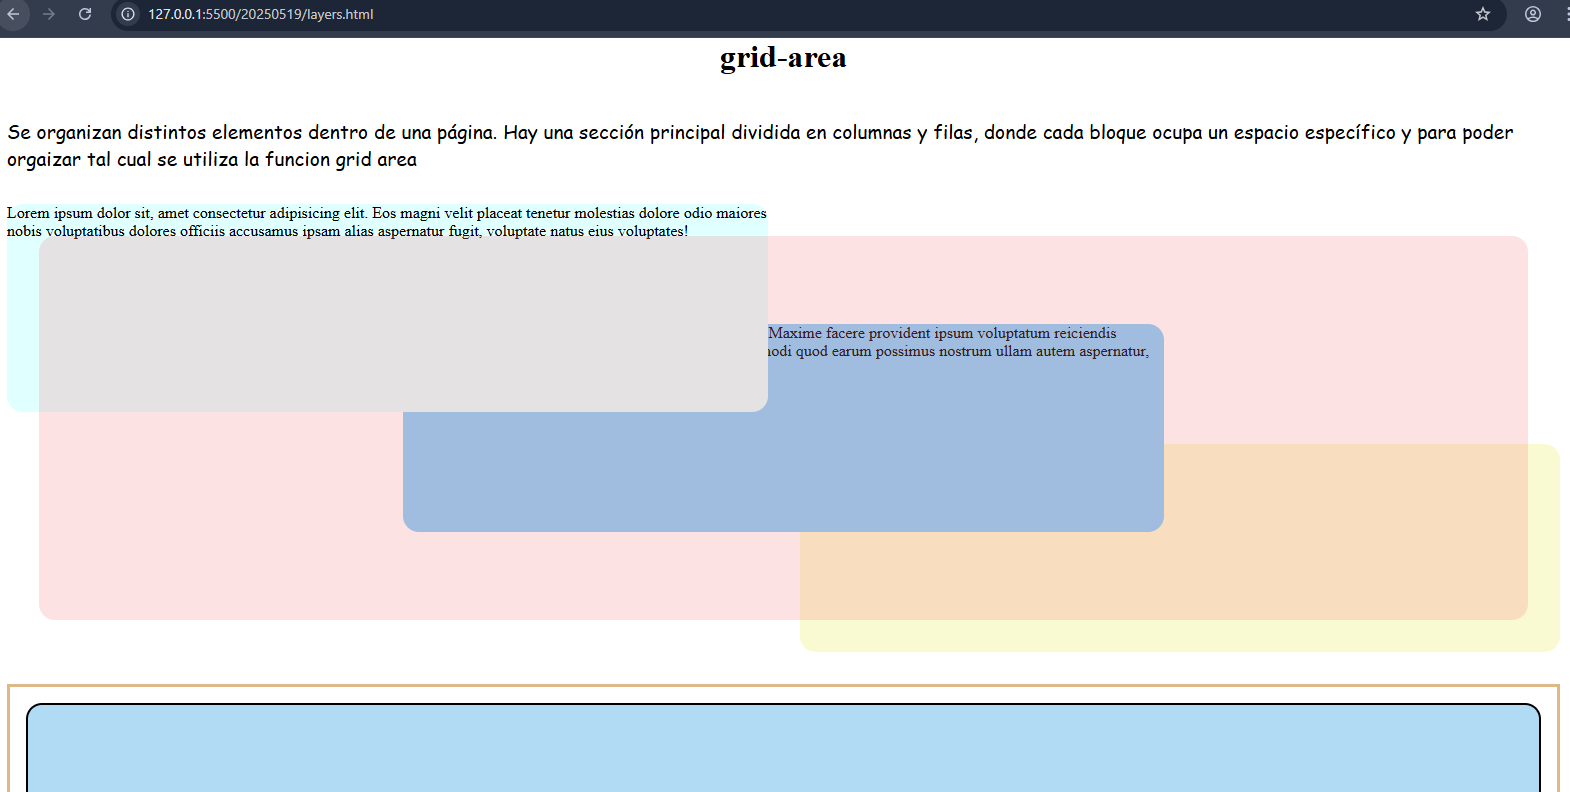 127.0.0.1:5500/20250519/layers.html
grid-area
Se organizan distintos elementos dentro de una página. Hay una sección principal dividida en columnas y filas, donde cada bloque ocupa un espacio específico y para poder
orgaizar tal cual se utiliza la funcion grid area
Lorem ipsum dolor sit, amet consectetur adipisicing elit. Eos magni velit placeat tenetur molestias dolore odio maiores
nobis voluptatibus dolores officiis accusamus ipsam alias aspernatur fugit, voluptate natus eius voluptates!
Maxime facere provident ipsum voluptatum reiciendis
quod earum possimus nostrum ullam autem aspernatur,